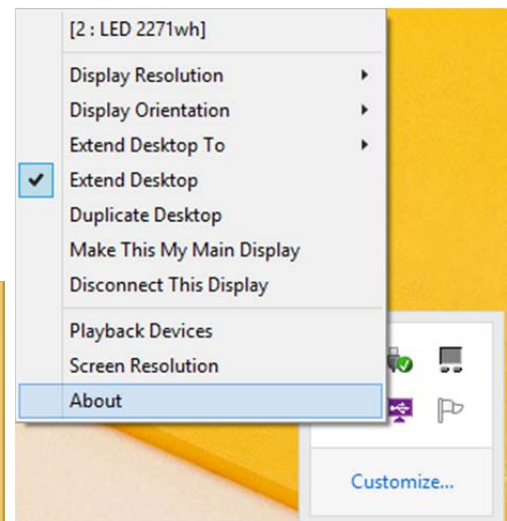 [2 : LED 2271wh]
Display Resolution
Display Orientation
Extend Desktop To
Extend Desktop
Duplicate Desktop
Make This My Main Display
Disconnect This Display
Playback Devices
Screen Resolution
About
Customize...